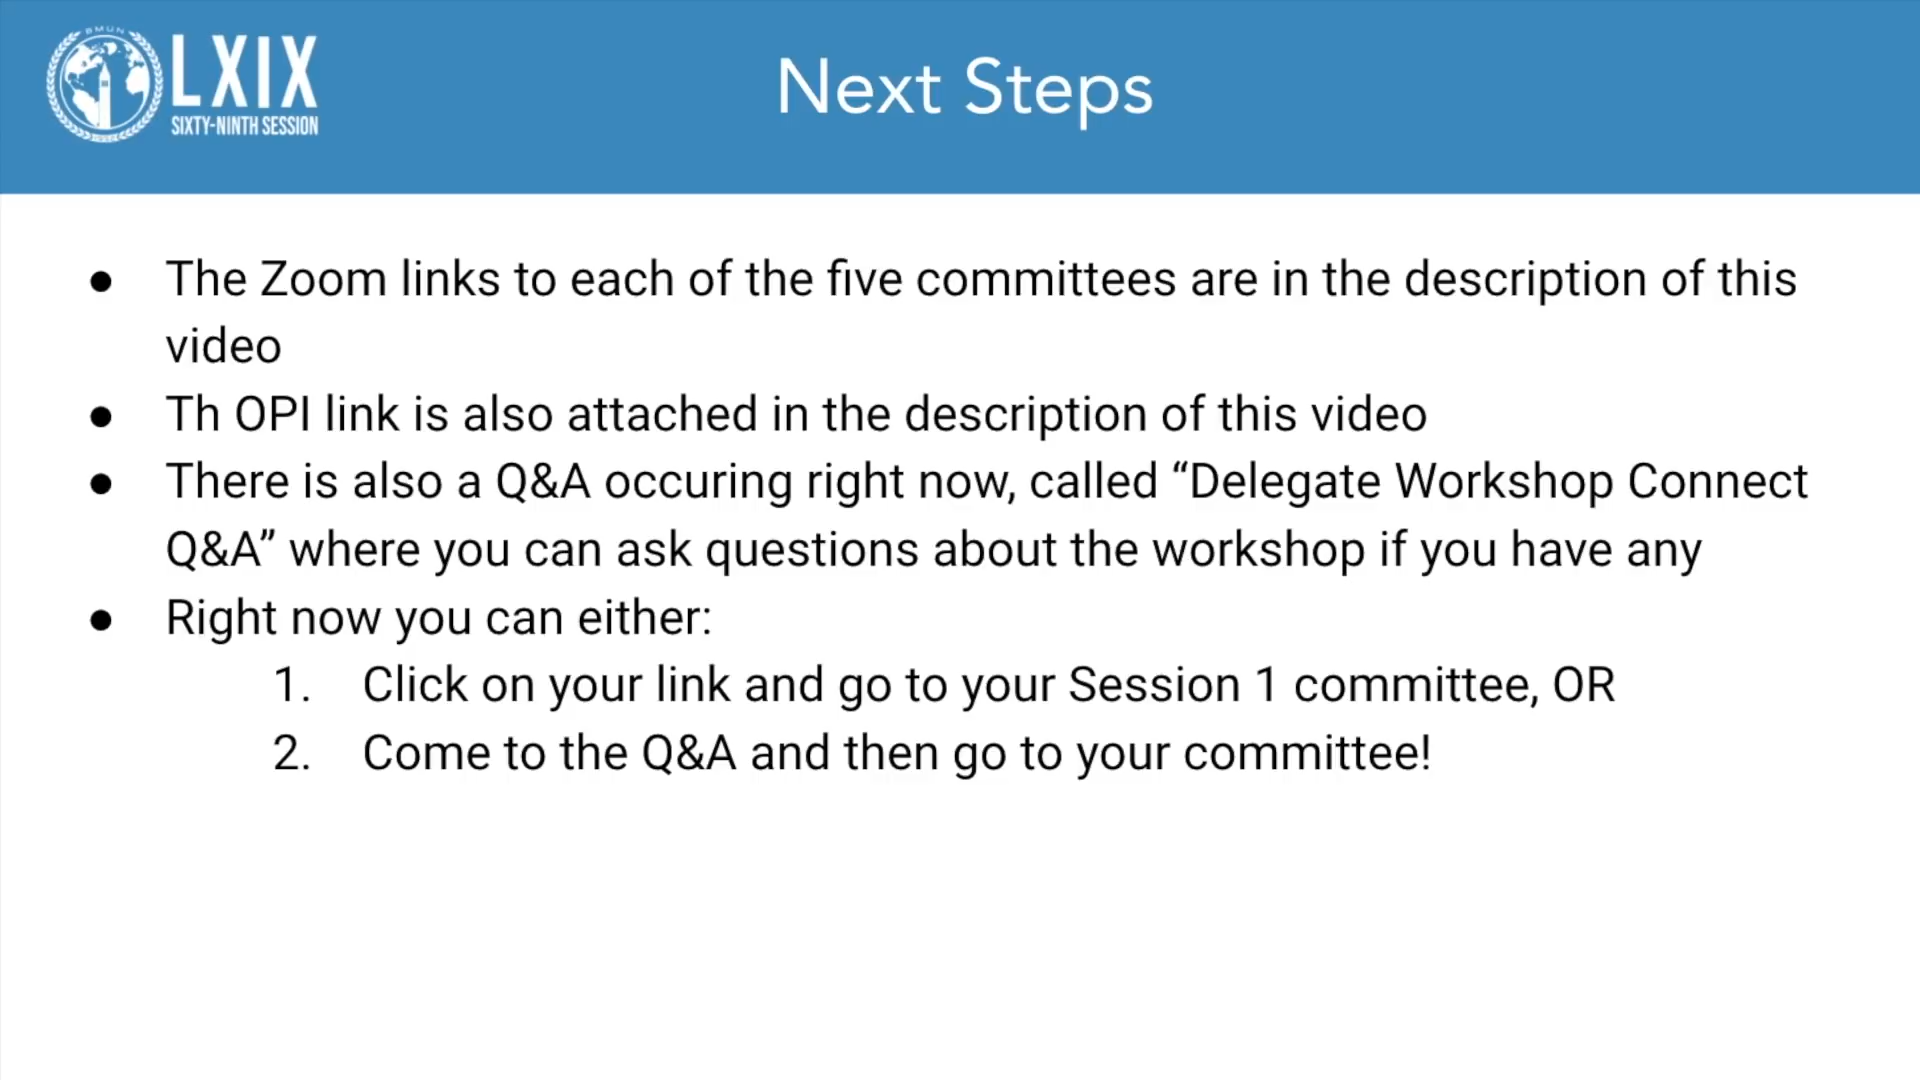 BMUN
LXIX
SIXTY-NINTH SESSION
Next Steps
● The Zoom links to each of the five committees are in the description of this
video
● Th OPI link is also attached in the description of this video
● There is also a Q&A occuring right now, called “Delegate Workshop Connect
Q&A” where you can ask questions about the workshop if you have any
● Right now you can either:
1. Click on your link and go to your Session 1 committee, OR
2. Come to the Q&A and then go to your committee!